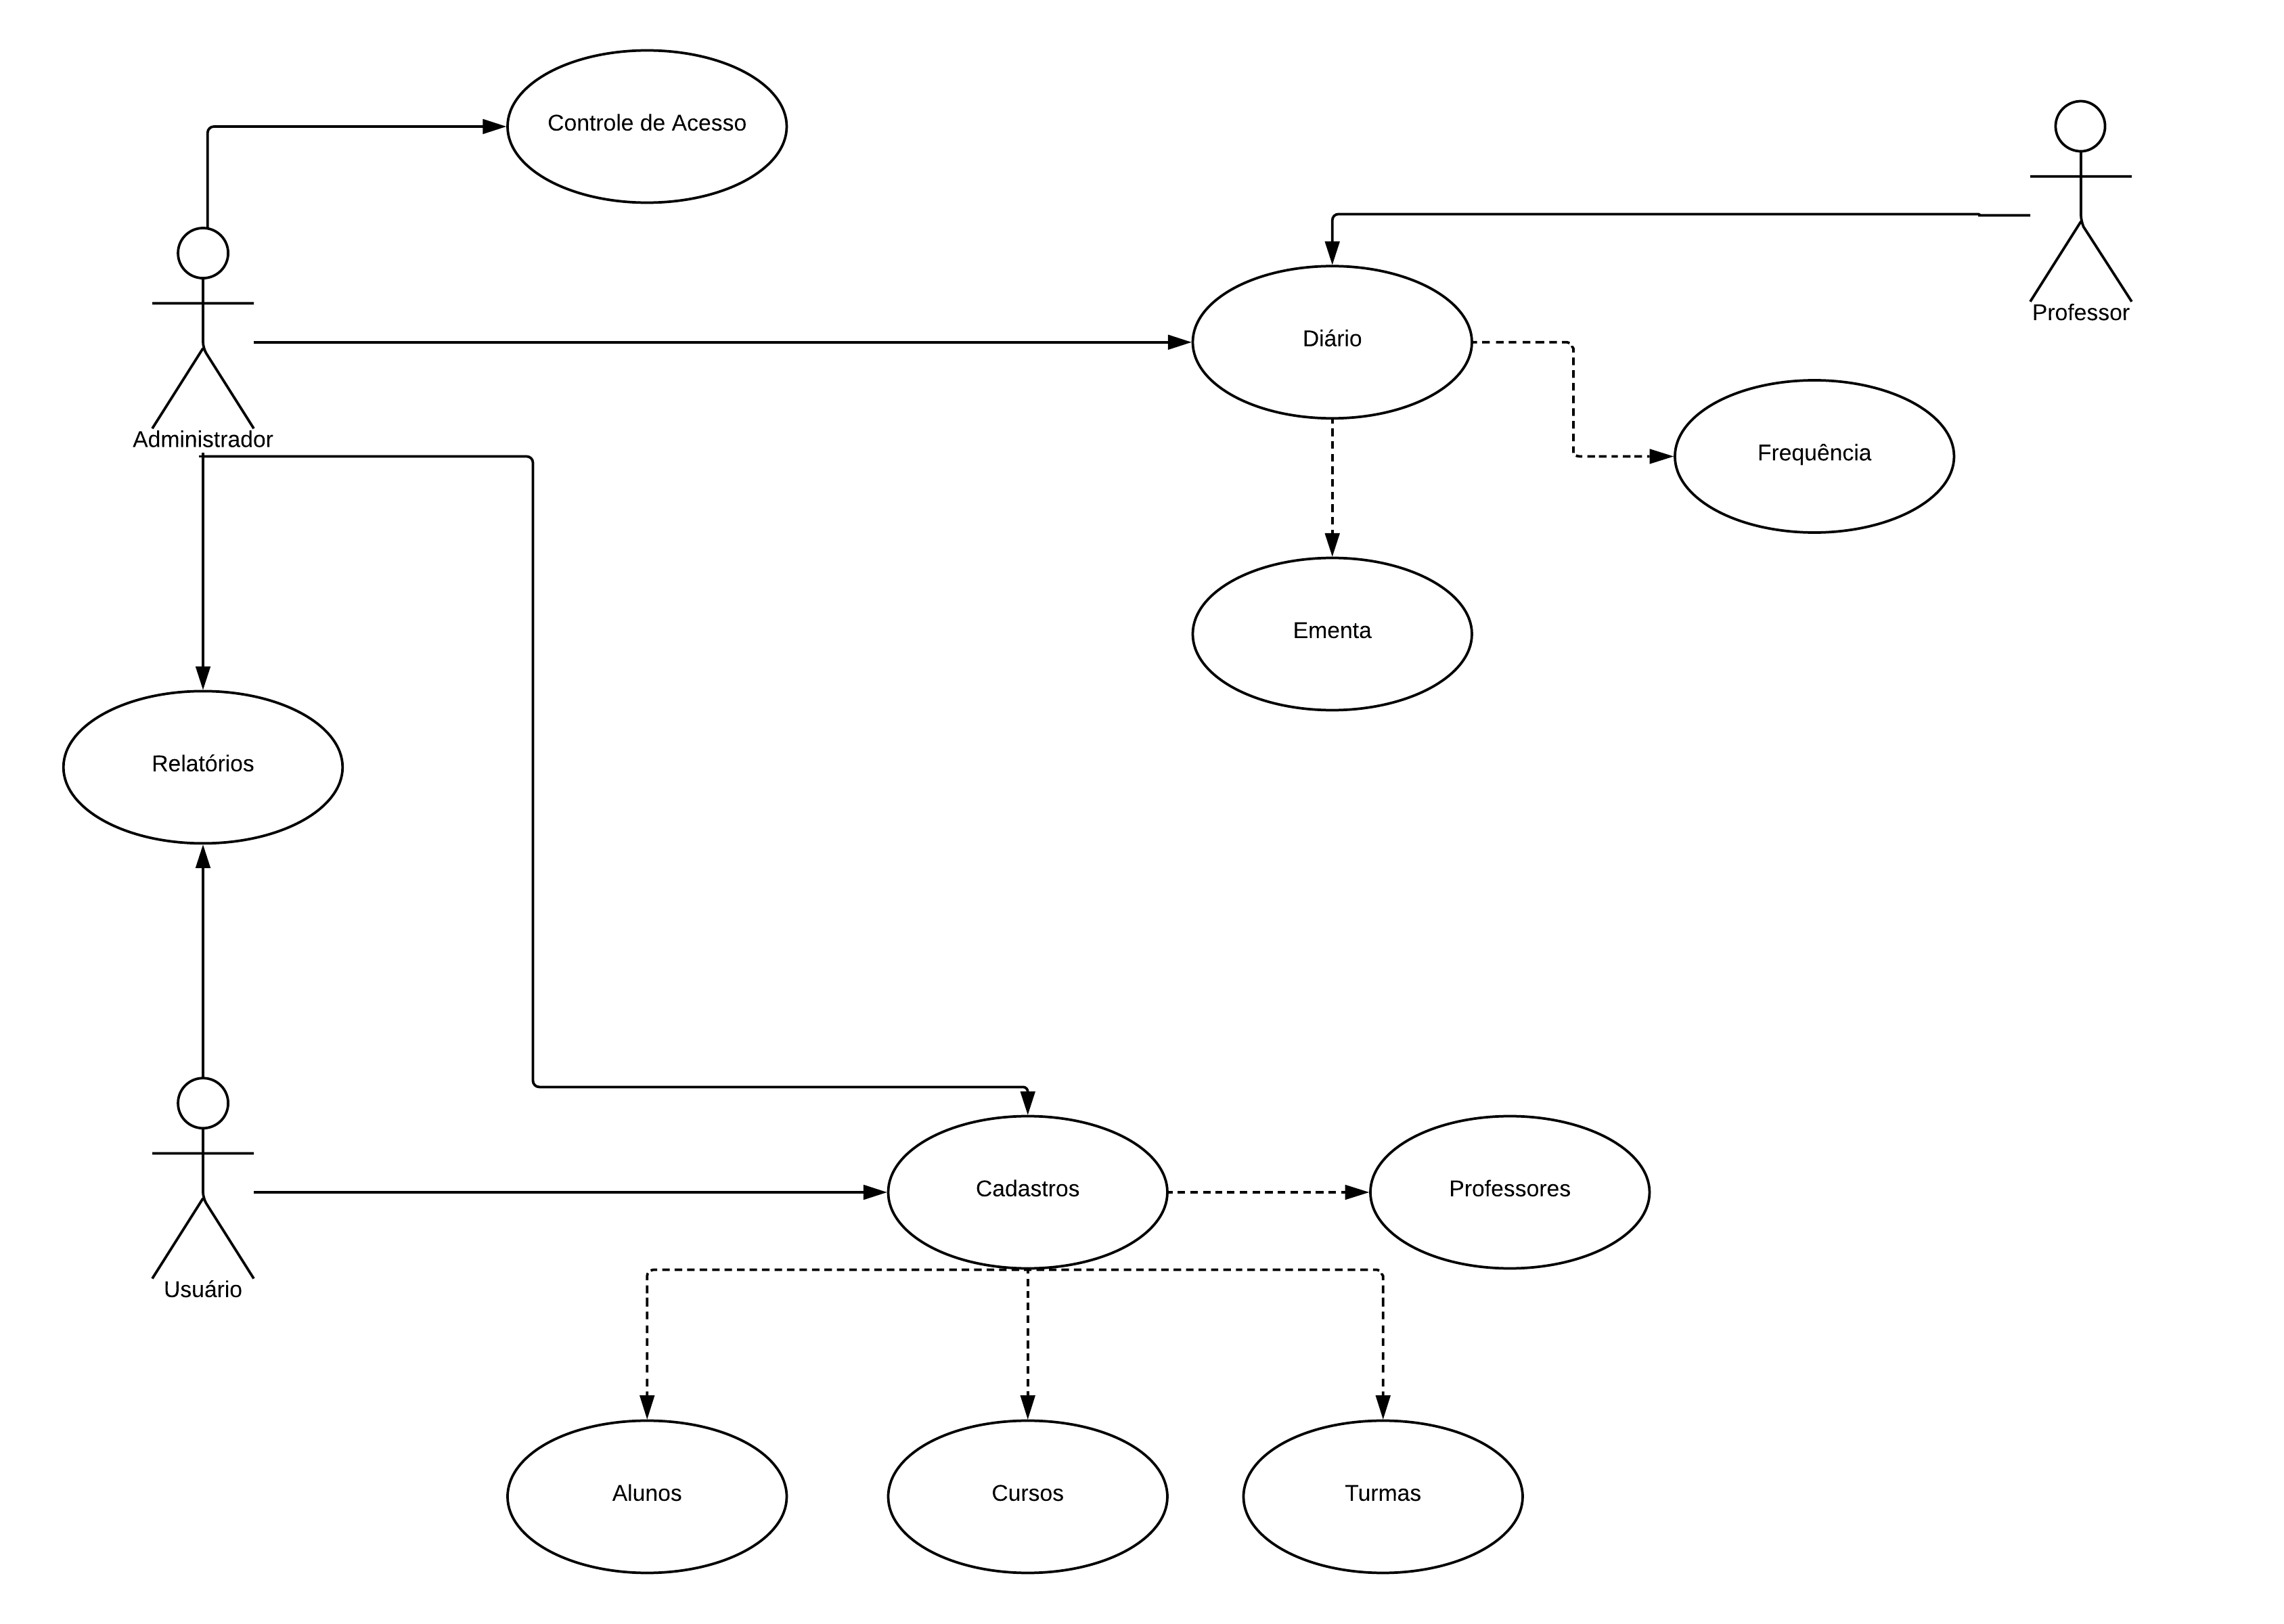 Controle de Acesso
Professor
Diário
Administrador
Frequência
Ementa
Relatórios
Cadastros
Professores
Usuário
Alunos
Cursos
Turmas